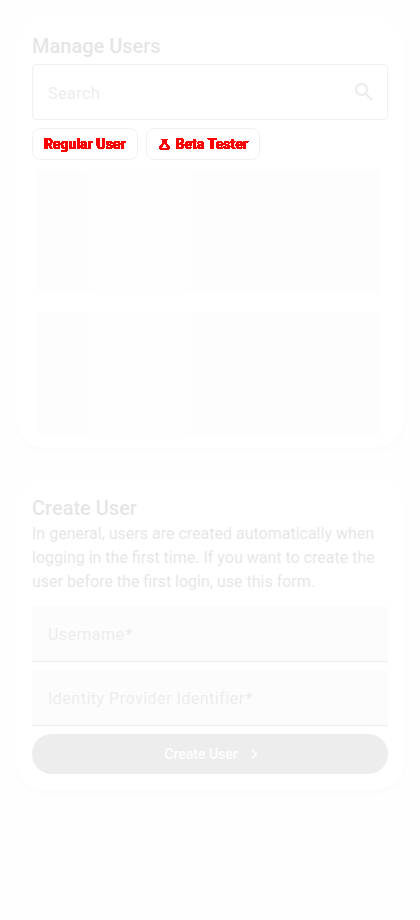 Manage Users
Search
Regular User
Beta Tester
Create User
In general, users are created automatically when
logging in the first time. If you want to create the
user before the first login, use this form.
Username*
Identity Provider Identifier*
Create User